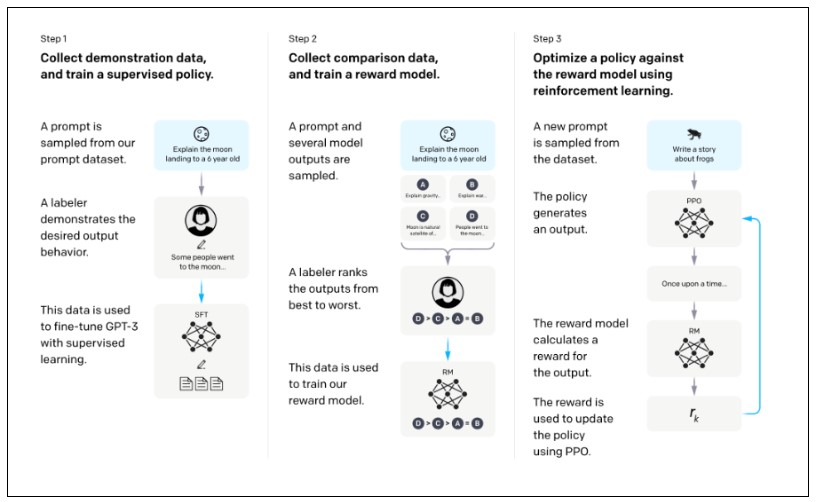 Step 1
Collect demonstration data,
and train a supervised policy.
A prompt is
sampled from our
prompt dataset.
Explain the moon
landing to a 6 year old
A labeler
demonstrates the
desired output
behavior.
Some people went
to the moon...
This data is used
to fine-tune GPT-3
with supervised
learning.
SFT
Step 2
Collect comparison data,
and train a reward model.
A prompt and
several model
outputs are
sampled.
Explain the moon
landing to a 6 year old
A
Explain gravity...
B
Explain war...
C
Moon is natural
satellite of...
D
People went to
the moon...
A labeler ranks
the outputs from
best to worst.
D > C > A = B
This data is used
to train our
reward model.
RM
D > C > A = B
Step 3
Optimize a policy against
the reward model using
reinforcement learning.
A new prompt
is sampled from
the dataset.
Write a story
about frogs
The policy
generates
an output.
PPO
Once upon a time...
The reward model
calculates a
reward for
the output.
RM
The reward is
used to update
the policy
using PPO.
rk